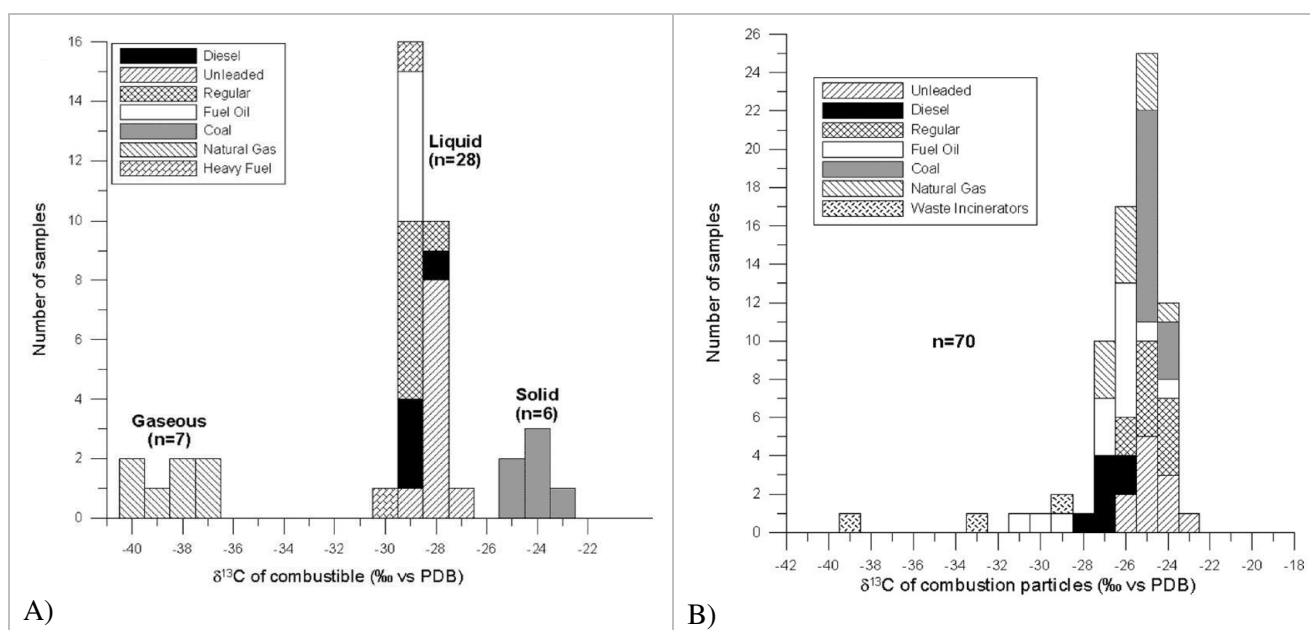 16
14
12
10
8
6
4
2
0
Number of samples
Diesel
Unleaded
Regular
Fuel Oil
Coal
Natural Gas
Heavy Fuel
Liquid
(n=28)
Gaseous
(n=7)
Solid
(n=6)
-40 -38 -36 -34 -32 -30 -28 -26 -24 -22
δ¹³C of combustible (‰ vs PDB)
A)
26
24
22
20
18
16
14
12
10
8
6
4
2
0
Number of samples
Unleaded
Diesel
Regular
Fuel Oil
Coal
Natural Gas
Waste Incinerators
n=70
-42 -40 -38 -36 -34 -32 -30 -28 -26 -24 -22 -20 -18
δ¹³C of combustion particles (‰ vs PDB)
B)